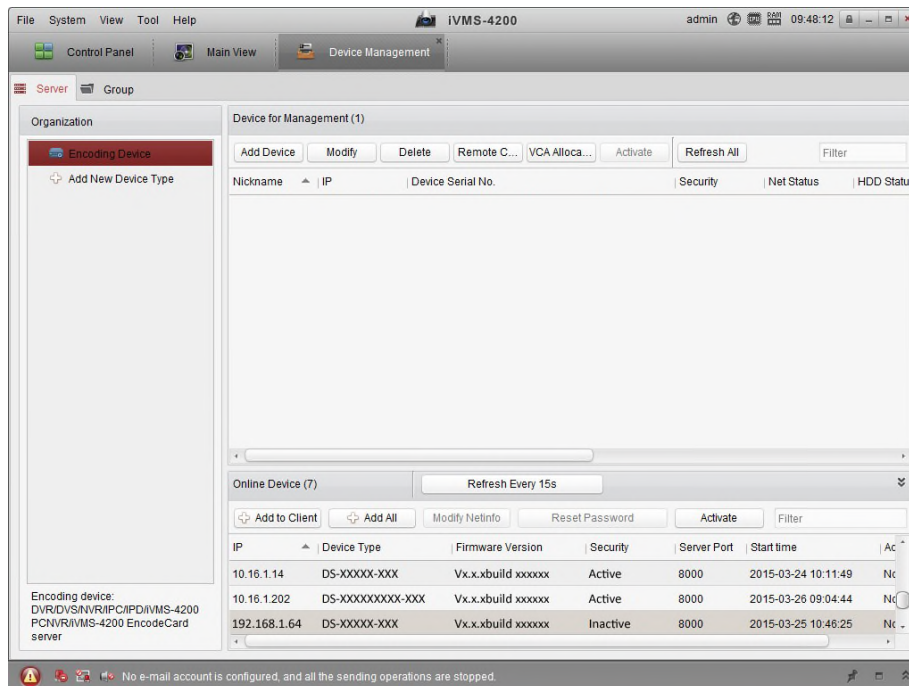 File System View Tool Help iVMS-4200 admin 09:48:12
Control Panel Main View Device Management
Server Group
Organization
Encoding Device
Add New Device Type
Encoding device:
DVR/DVS/NVR/IPC/IPD/iVMS-4200
PCNVR/iVMS-4200 EncodeCard
server
Device for Management (1)
Add Device Modify Delete Remote C... VCA Alloca... Activate Refresh All Filter
Nickname IP Device Serial No. Security Net Status HDD Statu
Online Device (7) Refresh Every 15s
Add to Client Add All Modify Netinfo Reset Password Activate Filter
IP Device Type Firmware Version Security Server Port Start time Ad
10.16.1.14 DS-XXXXX-XXX Vx.x.xbuild xxxxxx Active 8000 2015-03-24 10:11:49 No
10.16.1.202 DS-XXXXXXXXX-XXX Vx.x.xbuild xxxxxx Active 8000 2015-03-26 09:04:44 No
192.168.1.64 DS-XXXXX-XXX Vx.x.xbuild xxxxxx Inactive 8000 2015-03-25 10:46:25 No
No e-mail account is configured, and all the sending operations are stopped.